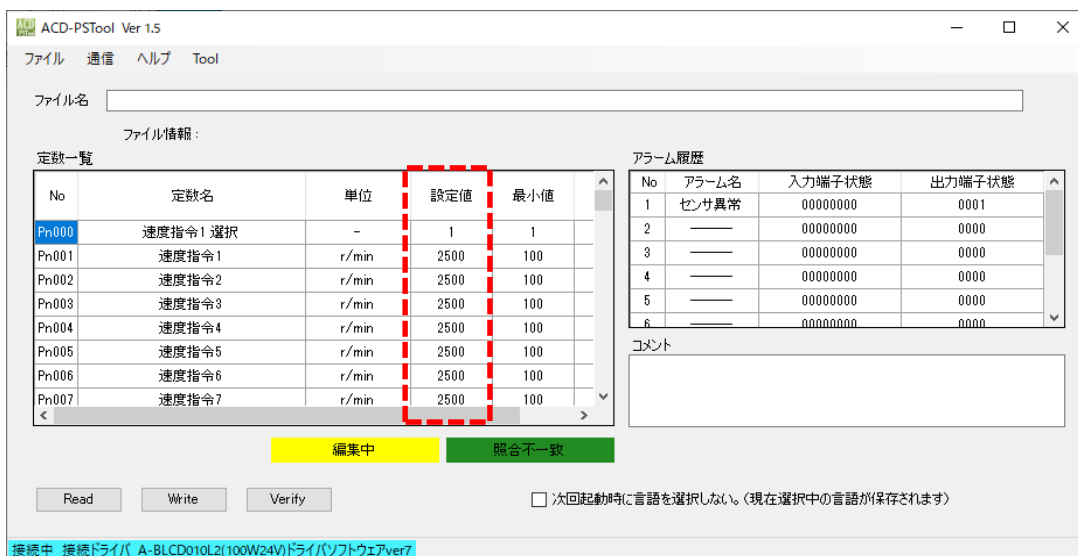 ACD-PSTool Ver 1.5
ファイル 通信 ヘルプ Tool
ファイル名
ファイル情報 :
定数一覧
No 定数名 単位 設定値 最小値
Pn000 速度指令1 選択 - 1 1
Pn001 速度指令1 r/min 2500 100
Pn002 速度指令2 r/min 2500 100
Pn003 速度指令3 r/min 2500 100
Pn004 速度指令4 r/min 2500 100
Pn005 速度指令5 r/min 2500 100
Pn006 速度指令6 r/min 2500 100
Pn007 速度指令7 r/min 2500 100
アラーム履歴
No アラーム名 入力端子状態 出力端子状態
1 センサ異常 00000000 0001
2 ――― 00000000 0000
3 ――― 00000000 0000
4 ――― 00000000 0000
5 ――― 00000000 0000
6 ――― 00000000 0000
コメント
編集中 照合不一致
Read Write Verify
次回起動時に言語を選択しない。(現在選択中の言語が保存されます)
接続中 接続ドライバ A-BLCD010L2(100W24V)ドライバソフトウェアver7